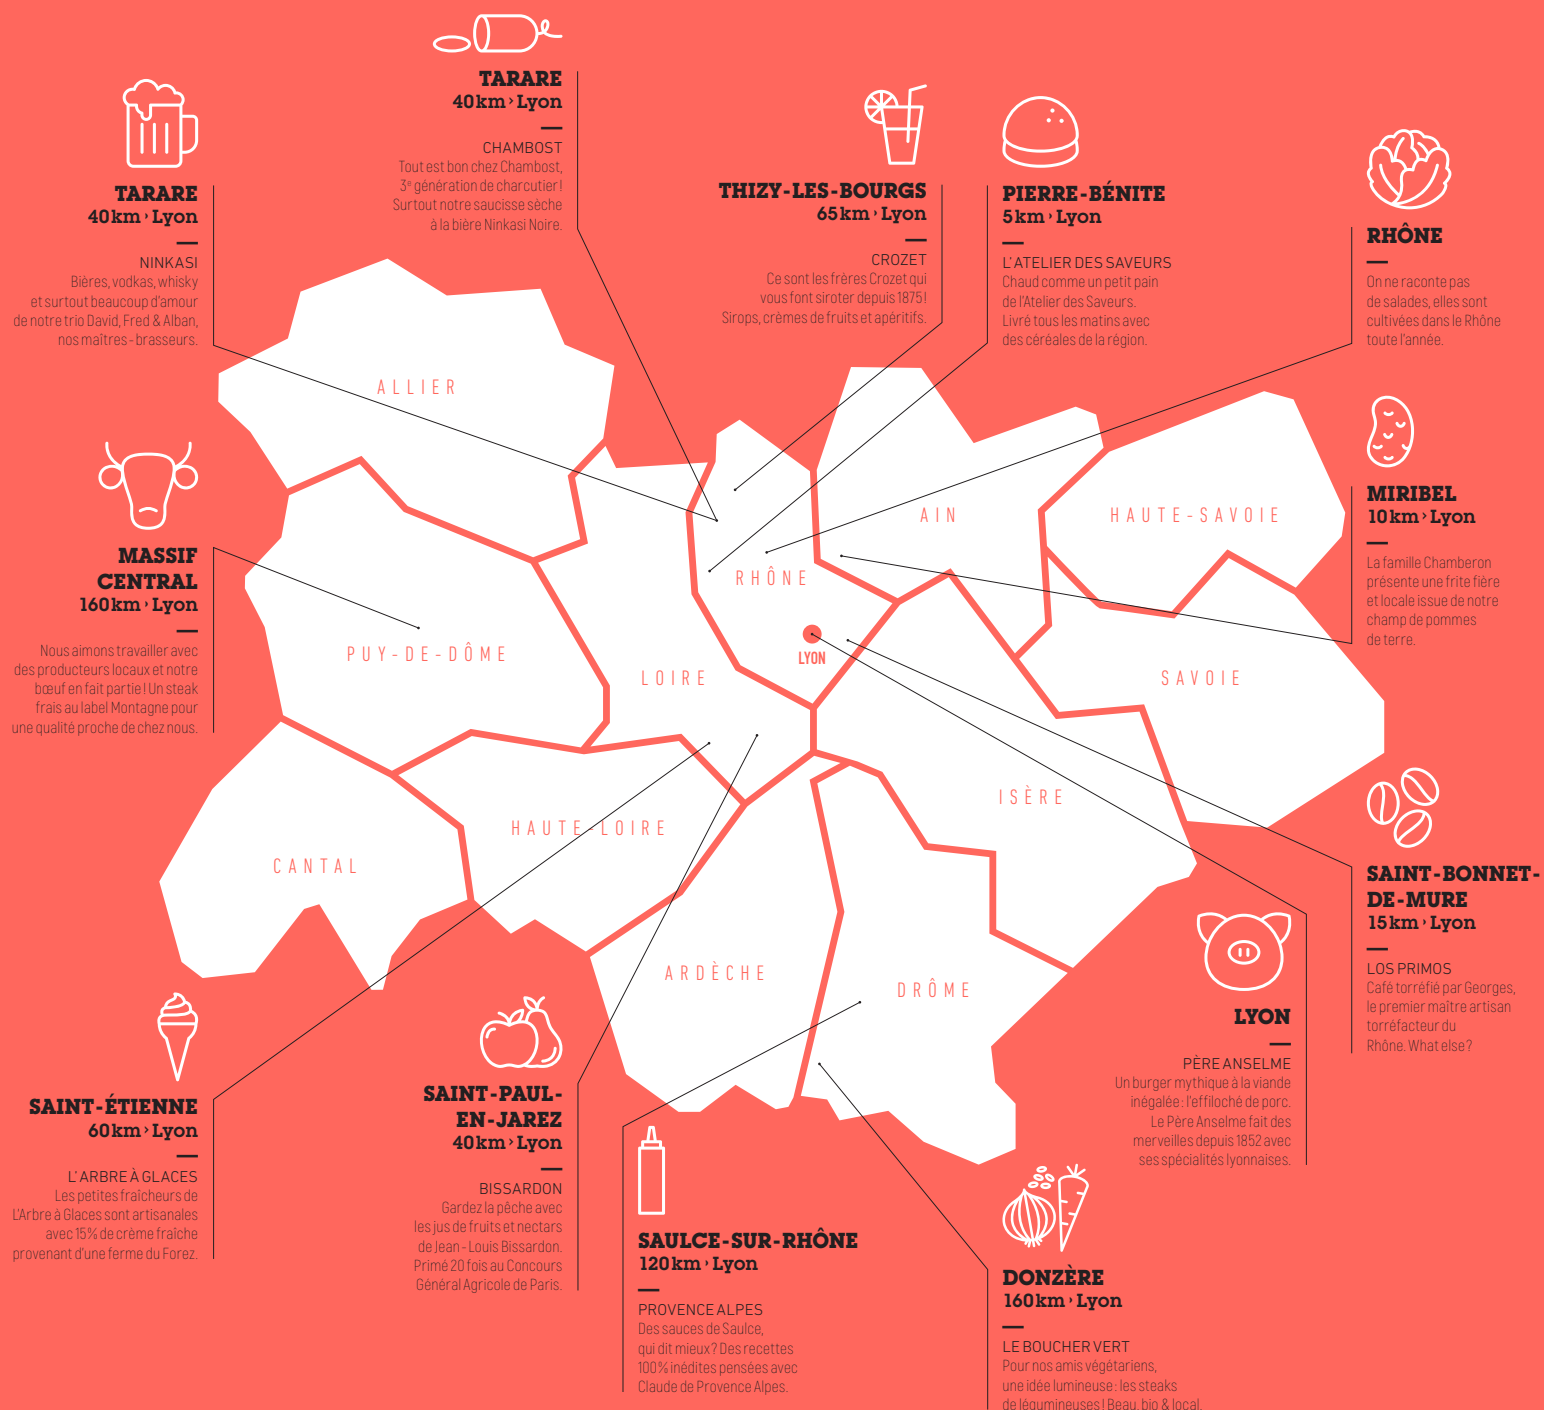 TARARE
40km › Lyon
CHAMBOST
Tout est bon chez Chambost,
3e génération de charcutier!
Surtout notre saucisse sèche
à la bière Ninkasi Noire.
TARARE
40km › Lyon
NINKASI
Bières, vodkas, whisky
et surtout beaucoup d'amour
de notre trio David, Fred & Alban,
nos maîtres-brasseurs.
THIZY-LES-BOURGS
65km › Lyon
CROZET
Ce sont les frères Crozet qui
vous font siroter depuis 1875!
Sirops, crèmes de fruits et apéritifs.
PIERRE-BÉNITE
5km › Lyon
L'ATELIER DES SAVEURS
Chaud comme un petit pain
de l'Atelier des Saveurs.
Livré tous les matins avec
des céréales de la région.
RHÔNE
On ne raconte pas
de salades, elles sont
cultivées dans le Rhône
toute l'année.
MIRIBEL
10km › Lyon
La famille Chamberon
présente une frite fière
et locale issue de notre
champ de pommes
de terre.
MASSIF
CENTRAL
160km › Lyon
Nous aimons travailler avec
des producteurs locaux et notre
bœuf en fait partie! Un steak
frais au label Montagne pour
une qualité proche de chez nous.
ALLIER
AIN
HAUTE-SAVOIE
RHÔNE
PUY-DE-DÔME
LYON
LOIRE
SAVOIE
ISÈRE
HAUTE-LOIRE
CANTAL
ARDÈCHE
DRÔME
SAINT-BONNET-
DE-MURE
15km › Lyon
LOS PRIMOS
Café torréfié par Georges,
le premier maître artisan
torréfacteur du
Rhône. What else?
LYON
PÈRE ANSELME
Un burger mythique à la viande
inégalée: l'effiloché de porc.
Le Père Anselme fait des
merveilles depuis 1852 avec
ses spécialités lyonnaises.
SAINT-ÉTIENNE
60km › Lyon
L'ARBRE À GLACES
Les petites fraîcheurs de
L'Arbre à Glaces sont artisanales
avec 15% de crème fraîche
provenant d'une ferme du Forez.
SAINT-PAUL-
EN-JAREZ
40km › Lyon
BISSARDON
Gardez la pêche avec
les jus de fruits et nectars
de Jean-Louis Bissardon.
Primé 20 fois au Concours
Général Agricole de Paris.
SAULCE-SUR-RHÔNE
120km › Lyon
PROVENCE ALPES
Des sauces de Saulce,
qui dit mieux? Des recettes
100% inédites pensées avec
Claude de Provence Alpes.
DONZÈRE
160km › Lyon
LE BOUCHER VERT
Pour nos amis végétariens,
une idée lumineuse: les steaks
de légumineuses! Beau, bio & local.